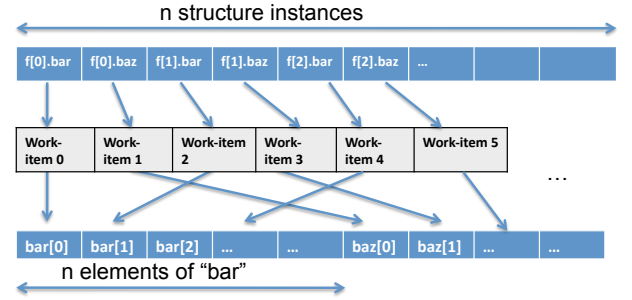 n structure instances
f[0].bar f[0].baz f[1].bar f[1].baz f[2].bar f[2].baz ...
Work-item 0 Work-item 1 Work-item 2 Work-item 3 Work-item 4 Work-item 5
...
bar[0] bar[1] bar[2] ... ... baz[0] baz[1] ... ...
n elements of “bar”